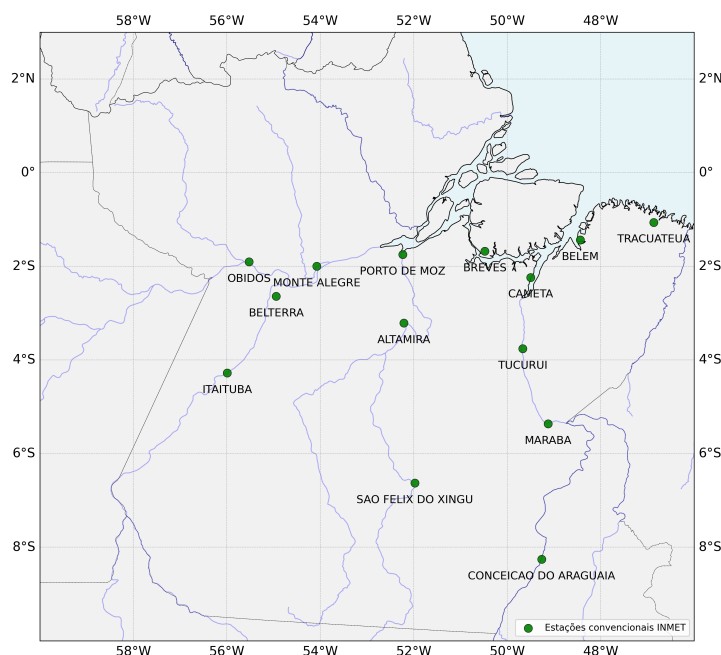 58°W 56°W 54°W 52°W 50°W 48°W
2°N 2°N
0° 0°
TRACUATEUA
BELEM
2°S BREVES 2°S
PORTO DE MOZ
OBIDOS MONTE ALEGRE
CAMETA
BELTERRA
ALTAMIRA
4°S 4°S
TUCURUI
ITAITUBA
MARABA
6°S 6°S
SAO FELIX DO XINGU
8°S 8°S
CONCEICAO DO ARAGUAIA
Estações convencionais INMET
58°W 56°W 54°W 52°W 50°W 48°W